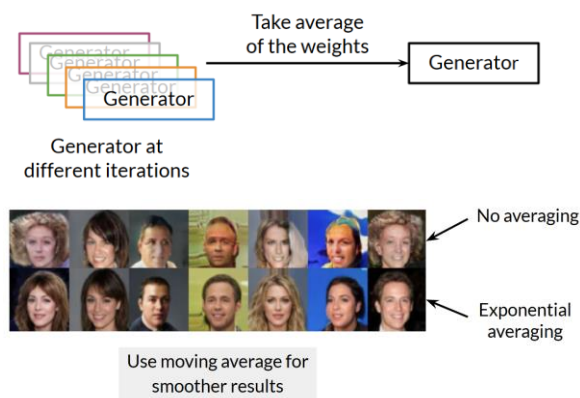 Take average
of the weights
Generator
Generator
Generator
Generator
Generator
Generator
Generator at
different iterations
No averaging
Exponential
averaging
Use moving average for
smoother results